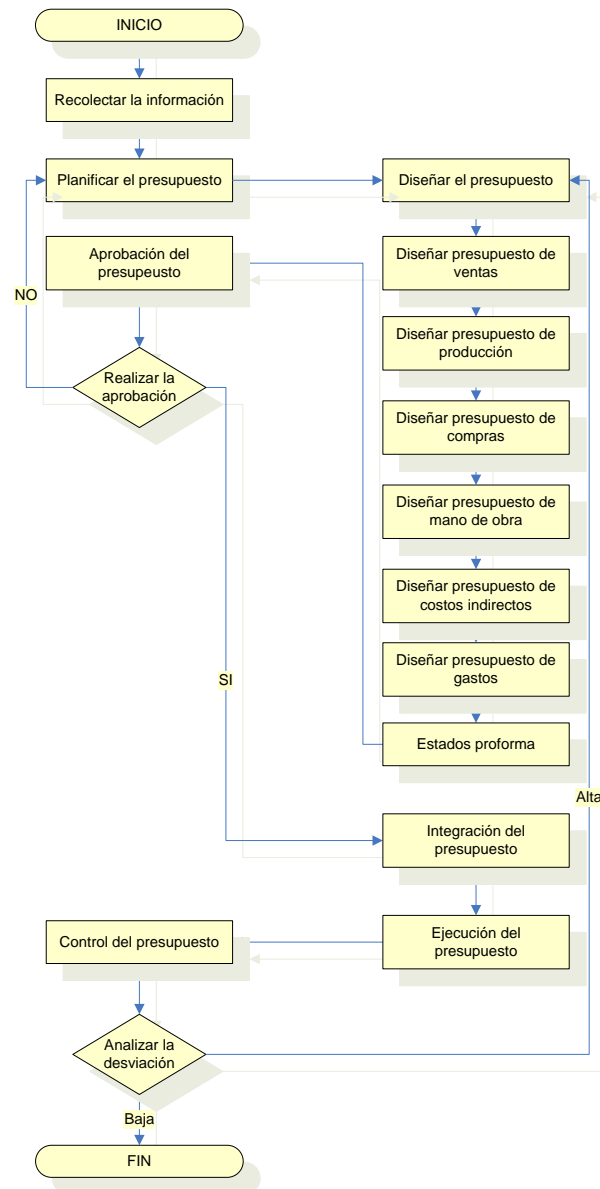 INICIO
Recolectar la información
Planificar el presupuesto
Diseñar el presupuesto
Aprobación del
presupeusto
Diseñar presupuesto de
ventas
NO
Diseñar presupuesto de
producción
Realizar la
aprobación
Diseñar presupuesto de
compras
Diseñar presupuesto de
mano de obra
Diseñar presupuesto de
costos indirectos
Diseñar presupuesto de
gastos
SI
Estados proforma
Alta
Integración del
presupuesto
Control del presupuesto
Ejecución del
presupuesto
Analizar la
desviación
Baja
FIN